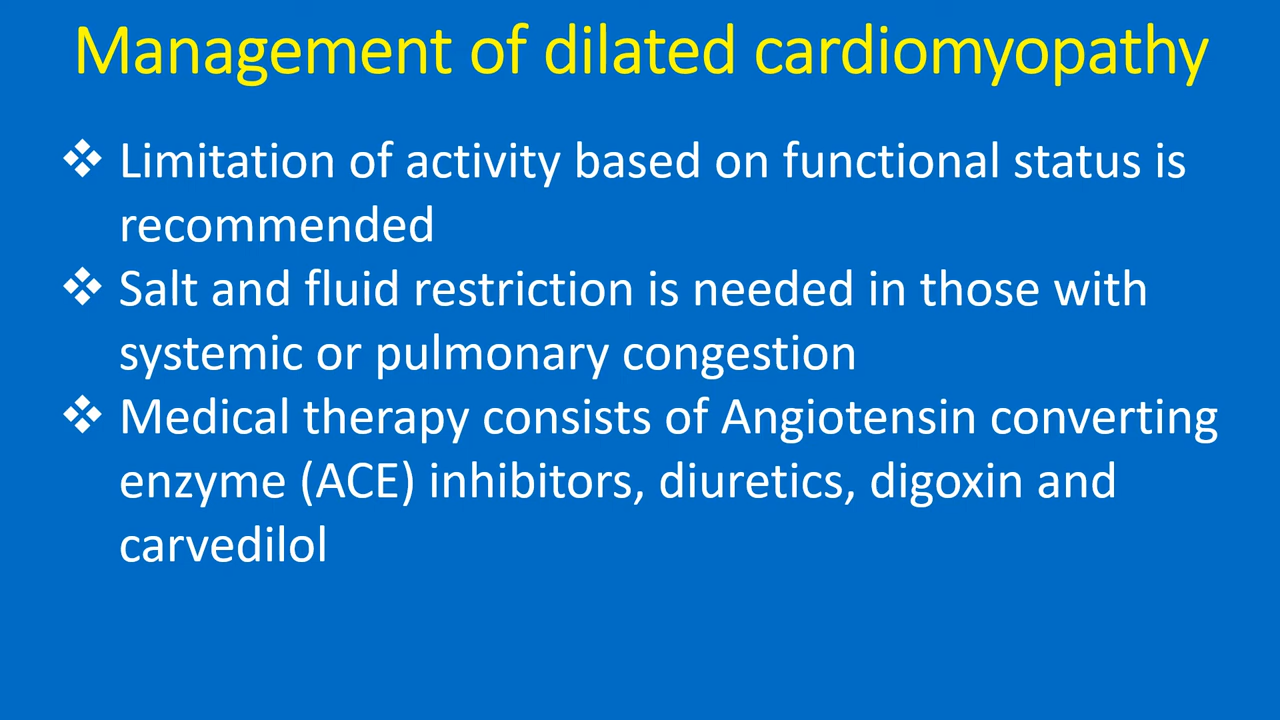 Management of dilated cardiomyopathy
❖ Limitation of activity based on functional status is
recommended
❖ Salt and fluid restriction is needed in those with
systemic or pulmonary congestion
❖ Medical therapy consists of Angiotensin converting
enzyme (ACE) inhibitors, diuretics, digoxin and
carvedilol